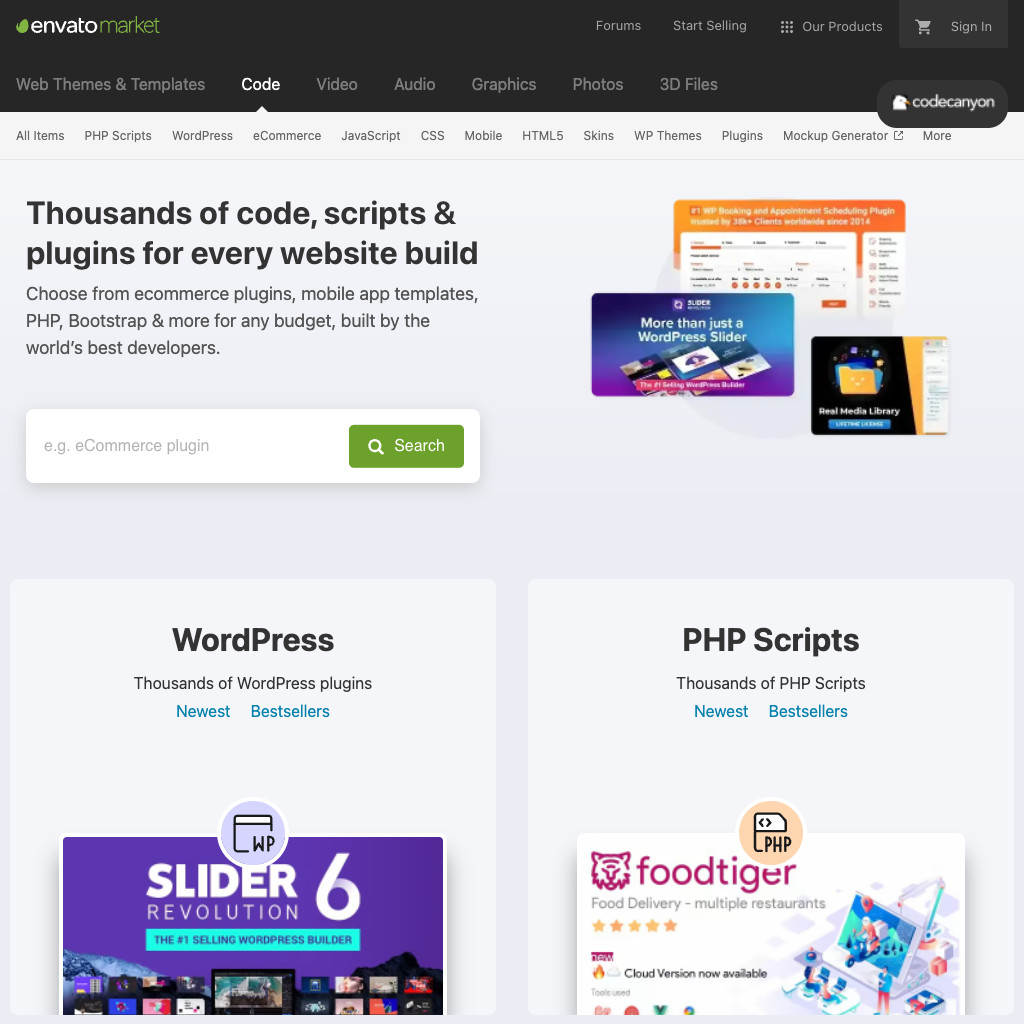 envato market
Forums
Start Selling
Our Products
Sign In
Web Themes & Templates
Code
Video
Audio
Graphics
Photos
3D Files
codecanyon
All Items
PHP Scripts
WordPress
eCommerce
JavaScript
CSS
Mobile
HTML5
Skins
WP Themes
Plugins
Mockup Generator
More
Thousands of code, scripts &
plugins for every website build
Choose from ecommerce plugins, mobile app templates,
PHP, Bootstrap & more for any budget, built by the
world's best developers.
e.g. eCommerce plugin
Search
#1 WP Booking and Appointment Scheduling Plugin
trusted by 38k+ Clients worldwide since 2014
SLIDER
REVOLUTION
More than just a
WordPress Slider
The #1 Selling WordPress Builder
Real Media Library
LIFETIME LICENSE
WordPress
Thousands of WordPress plugins
Newest
Bestsellers
WP
SLIDER 6
REVOLUTION
THE #1 SELLING WORDPRESS BUILDER
PHP Scripts
Thousands of PHP Scripts
Newest
Bestsellers
PHP
foodtiger
Food Delivery - multiple restaurants
new
Cloud Version now available
Tools used